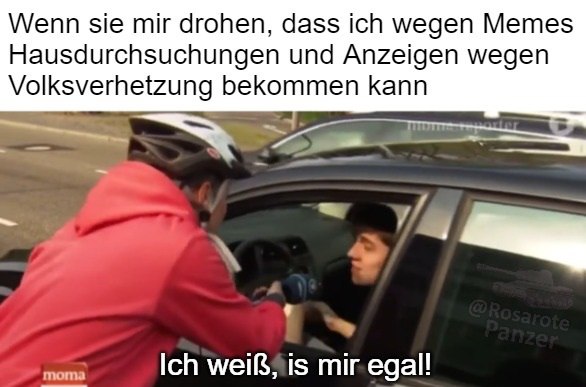 Wenn sie mir drohen, dass ich wegen Memes
Hausdurchsuchungen und Anzeigen wegen
Volksverhetzung bekommen kann
moma:reporter
@Rosarote
Panzer
Ich weiß, is mir egal!
moma